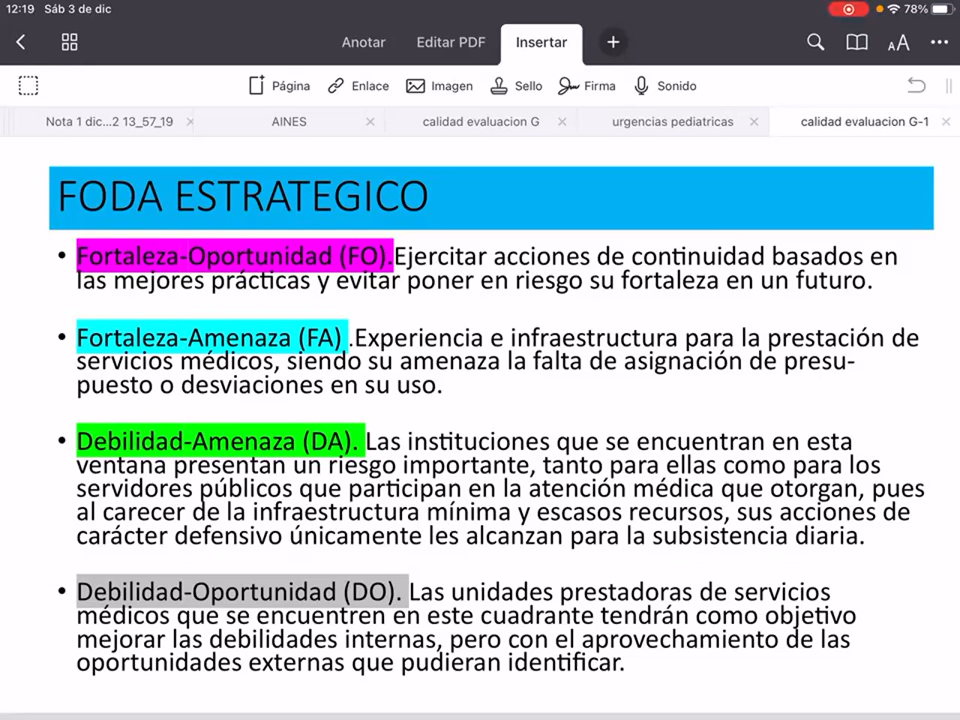 12:19 Sáb 3 de dic
78%
Anotar Editar PDF Insertar
Página Enlace Imagen Sello Firma Sonido
Nota 1 dic...2 13_57_19 AINES calidad evaluacion G urgencias pediatricas calidad evaluacion G-1
FODA ESTRATEGICO
• Fortaleza-Oportunidad (FO).Ejercitar acciones de continuidad basados en
las mejores prácticas y evitar poner en riesgo su fortaleza en un futuro.
• Fortaleza-Amenaza (FA) .Experiencia e infraestructura para la prestación de
servicios médicos, siendo su amenaza la falta de asignación de presu-
puesto o desviaciones en su uso.
• Debilidad-Amenaza (DA). Las instituciones que se encuentran en esta
ventana presentan un riesgo importante, tanto para ellas como para los
servidores públicos que participan en la atención médica que otorgan, pues
al carecer de la infraestructura mínima y escasos recursos, sus acciones de
carácter defensivo únicamente les alcanzan para la subsistencia diaria.
• Debilidad-Oportunidad (DO). Las unidades prestadoras de servicios
médicos que se encuentren en este cuadrante tendrán como objetivo
mejorar las debilidades internas, pero con el aprovechamiento de las
oportunidades externas que pudieran identificar.